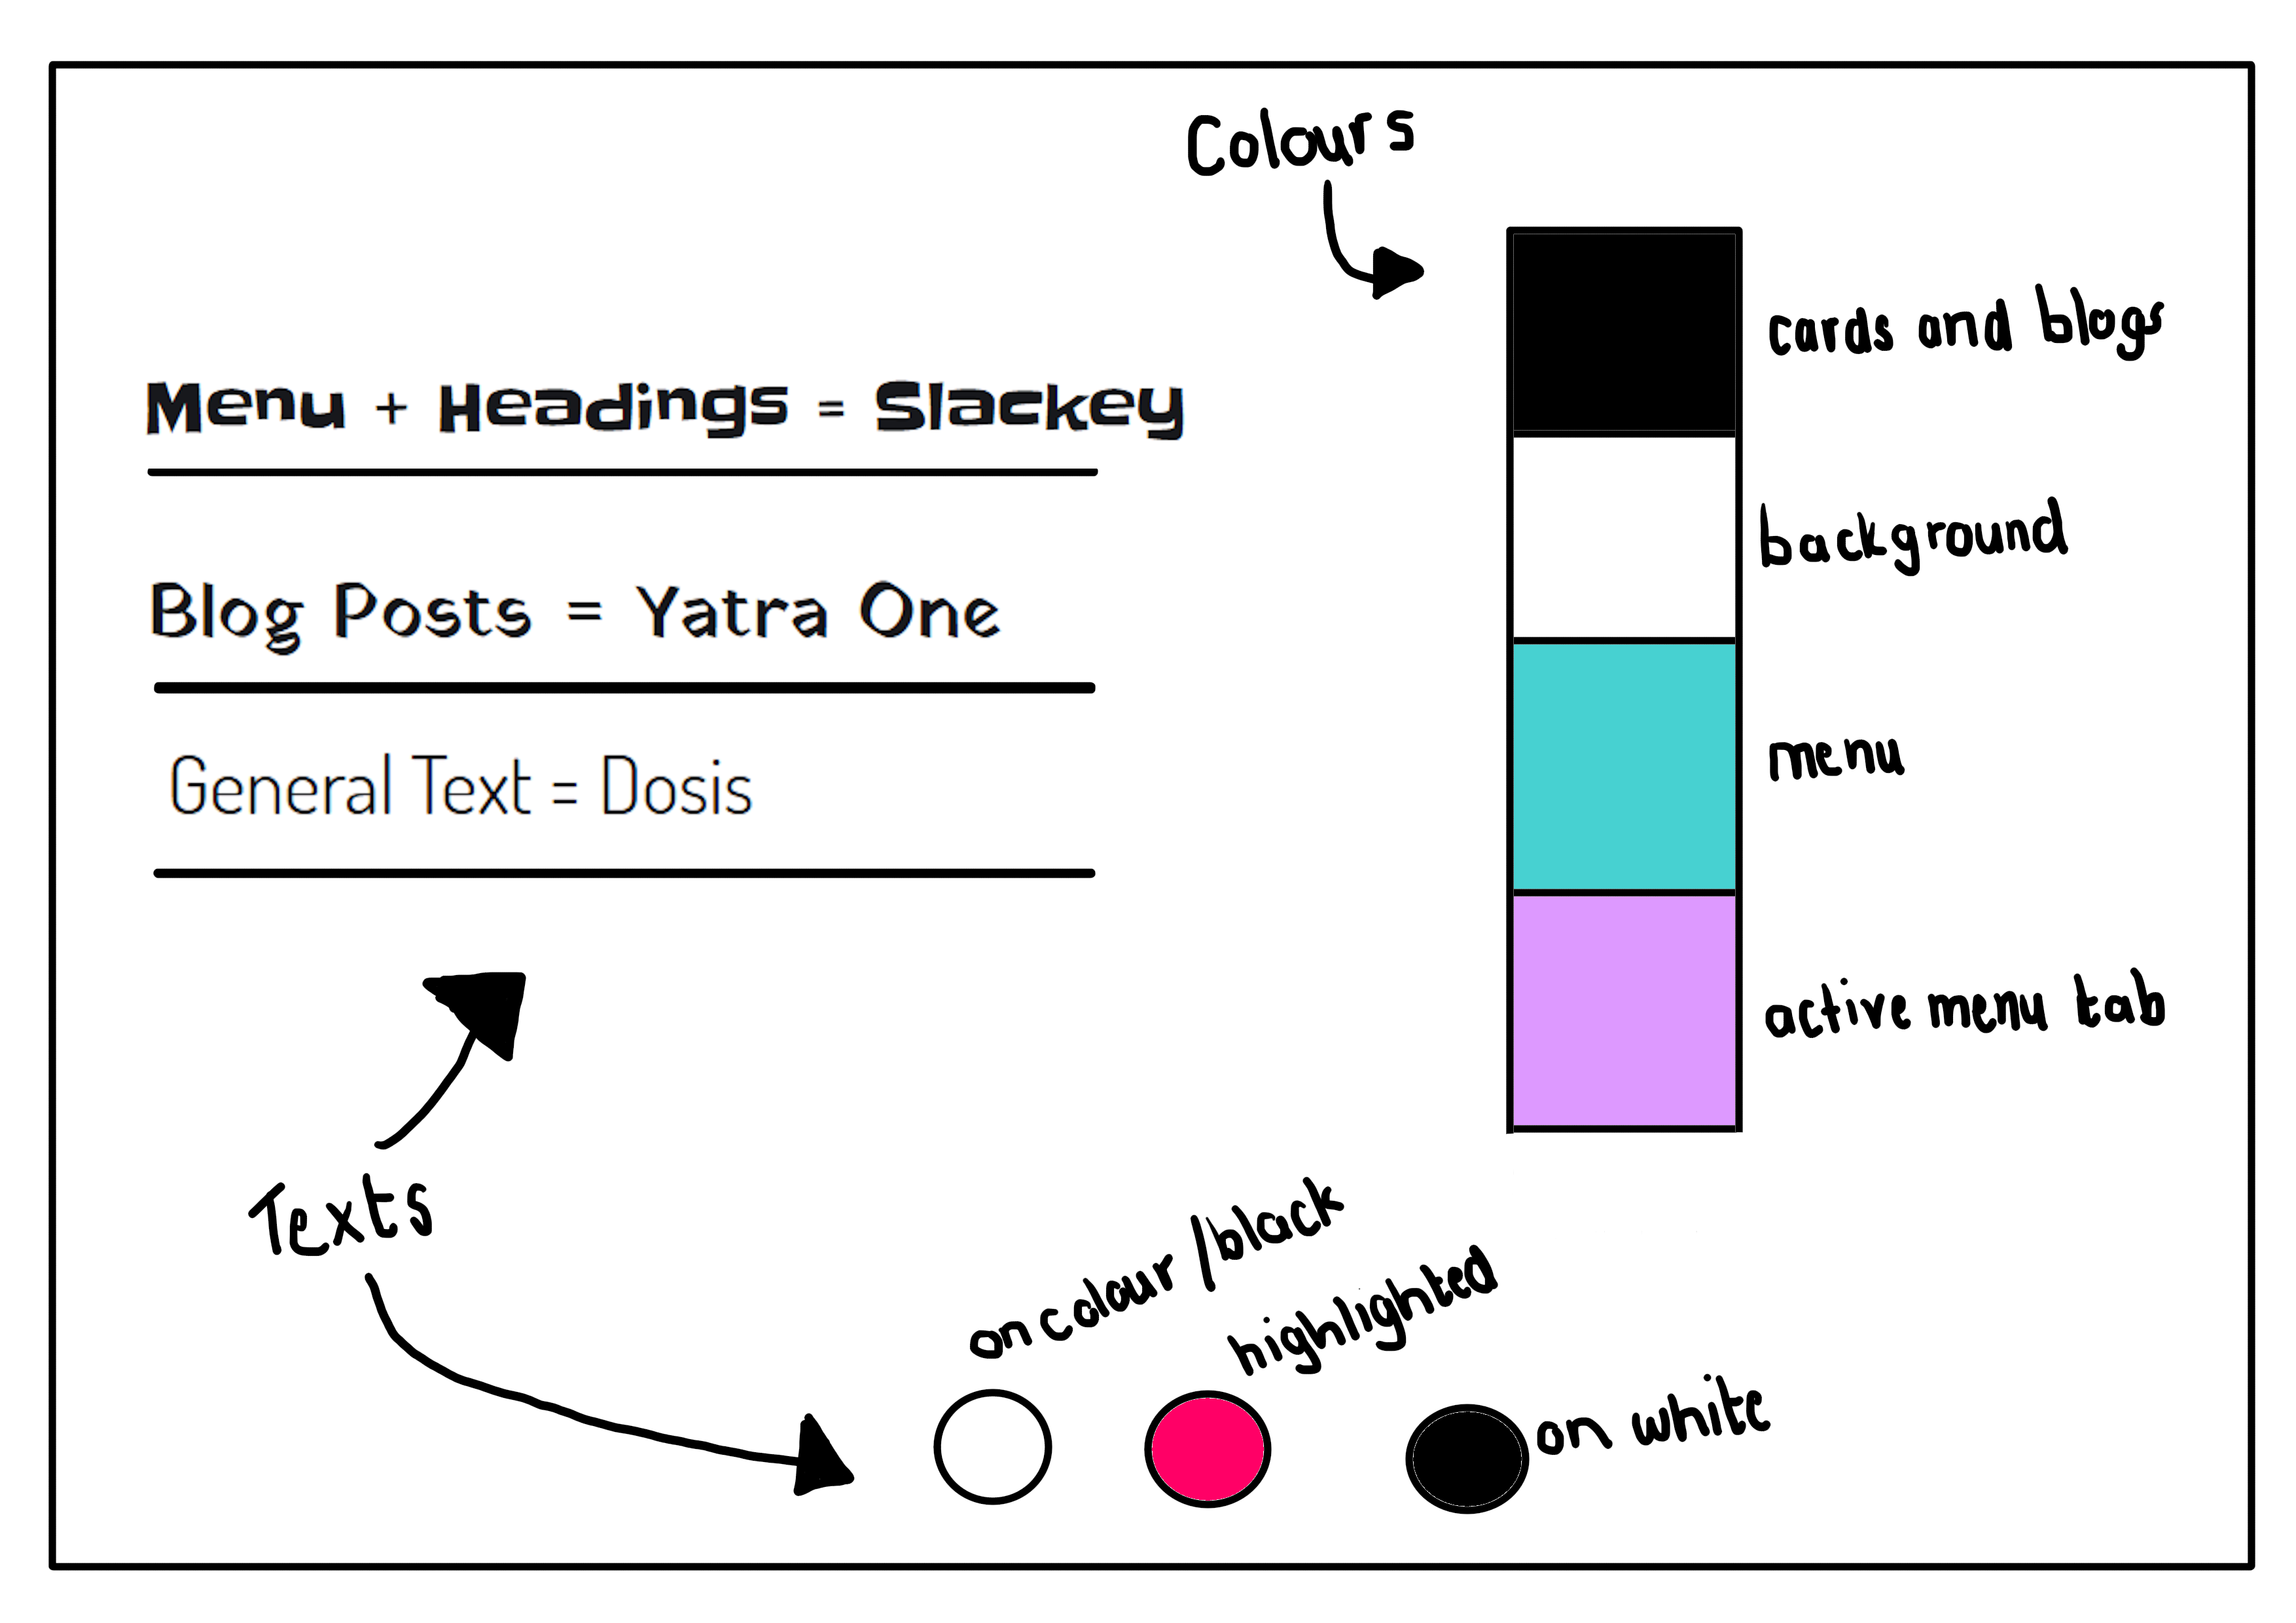 Colours
cards and blogs
Menu + Headings = Slackey
background
Blog Posts = Yatra One
menu
General Text = Dosis
active menu tab
Texts
on colour/black
highlighted
on white